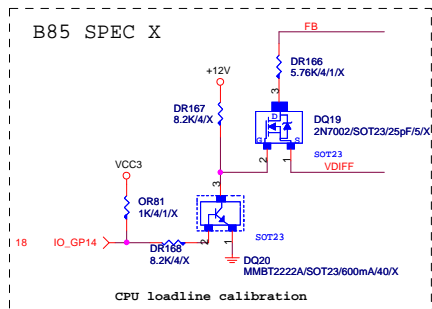 B85 SPEC X
FB
DR166
5.76K/4/1/X
+12V
3
D
DR167
8.2K/4/X
DQ19
2N7002/SOT23/25pF/5/X
G
S
2
1
SOT23
VDIFF
VCC3
3
OR81
1K/4/1/X
18
IO_GP14
DR168
8.2K/4/X
2
1
SOT23
DQ20
MMBT2222A/SOT23/600mA/40/X
CPU loadline calibration